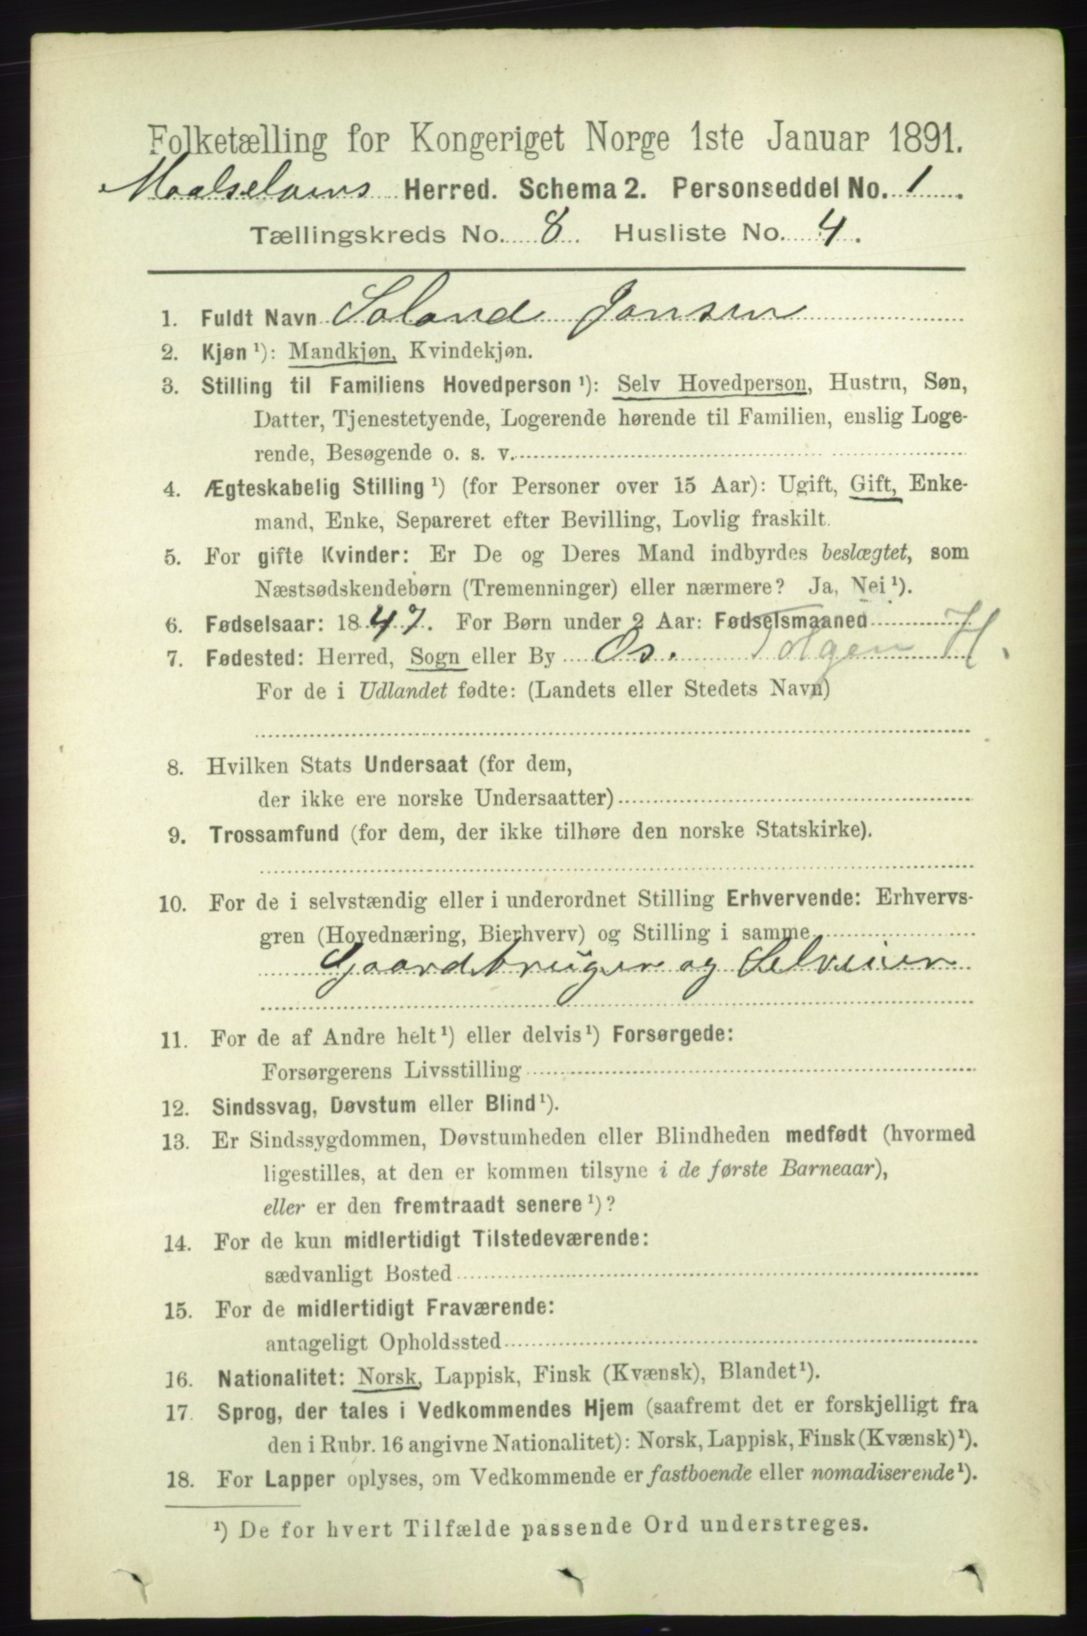 Folketælling for Kongeriget Norge 1ste Januar 1891.
Maalselvens Herred. Schema 2. Personseddel No. 1.
Tællingskreds No. 8. Husliste No. 4.
1. Fuldt Navn Soland Jonsen
2. Kjøn ¹): Mandkjøn, Kvindekjøn.
3. Stilling til Familiens Hovedperson ¹): Selv Hovedperson, Hustru, Søn,
Datter, Tjenestetyende, Logerende hørende til Familien, enslig Loge-
rende, Besøgende o. s. v.
4. Ægteskabelig Stilling ¹) (for Personer over 15 Aar): Ugift, Gift, Enke-
mand, Enke, Separeret efter Bevilling, Lovlig fraskilt.
5. For gifte Kvinder: Er De og Deres Mand indbyrdes beslægtet, som
Næstsødskendebørn (Tremenninger) eller nærmere? Ja, Nei ¹).
6. Fødselsaar: 1847. For Børn under 2 Aar: Fødselsmaaned
7. Fødested: Herred, Sogn eller By Os. Tolgen H.
For de i Udlandet fødte: (Landets eller Stedets Navn)
8. Hvilken Stats Undersaat (for dem,
der ikke ere norske Undersaatter)
9. Trossamfund (for dem, der ikke tilhøre den norske Statskirke).
10. For de i selvstændig eller i underordnet Stilling Erhvervende: Erhvervs-
gren (Hovednæring, Bierhverv) og Stilling i samme
Gaardbruger og Selveier
11. For de af Andre helt ¹) eller delvis ¹) Forsørgede:
Forsørgerens Livsstilling
12. Sindssvag, Døvstum eller Blind ¹).
13. Er Sindssygdommen, Døvstumheden eller Blindheden medfødt (hvormed
ligestilles, at den er kommen tilsyne i de første Barneaar),
eller er den fremtraadt senere ¹)?
14. For de kun midlertidigt Tilstedeværende:
sædvanligt Bosted
15. For de midlertidigt Fraværende:
antageligt Opholdssted
16. Nationalitet: Norsk, Lappisk, Finsk (Kvænsk), Blandet ¹).
17. Sprog, der tales i Vedkommendes Hjem (saafremt det er forskjelligt fra
den i Rubr. 16 angivne Nationalitet): Norsk, Lappisk, Finsk (Kvænsk) ¹).
18. For Lapper oplyses, om Vedkommende er fastboende eller nomadiserende ¹).
¹) De for hvert Tilfælde passende Ord understreges.